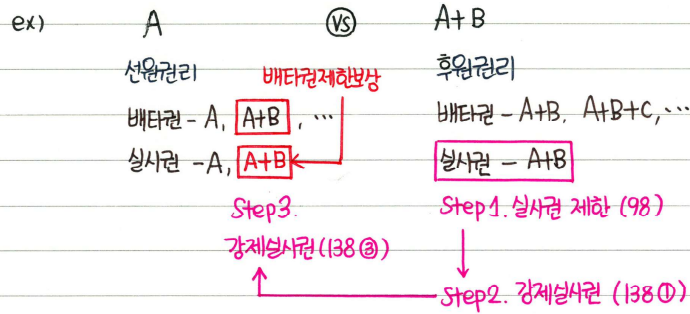 ex) A VS A+B
선원권리 배타권제한보상 후원권리
배타권 - A, A+B, ... 배타권 - A+B, A+B+C, ...
실시권 - A, A+B 실시권 - A+B
Step3. Step1. 실시권 제한 (98)
강제실시권 (138③)
Step2. 강제실시권 (138①)